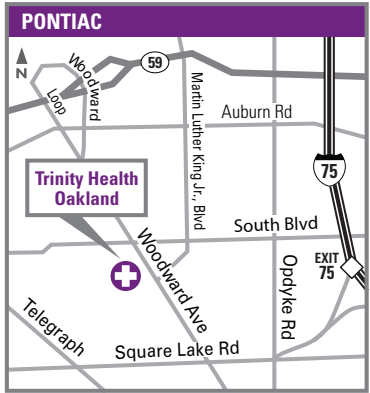 PONTIAC
N
Woodward
Loop
59
Martin Luther King Jr., Blvd
Auburn Rd
75
Trinity Health
Oakland
South Blvd
Woodward Ave
Opdyke Rd
EXIT
75
Telegraph
Square Lake Rd